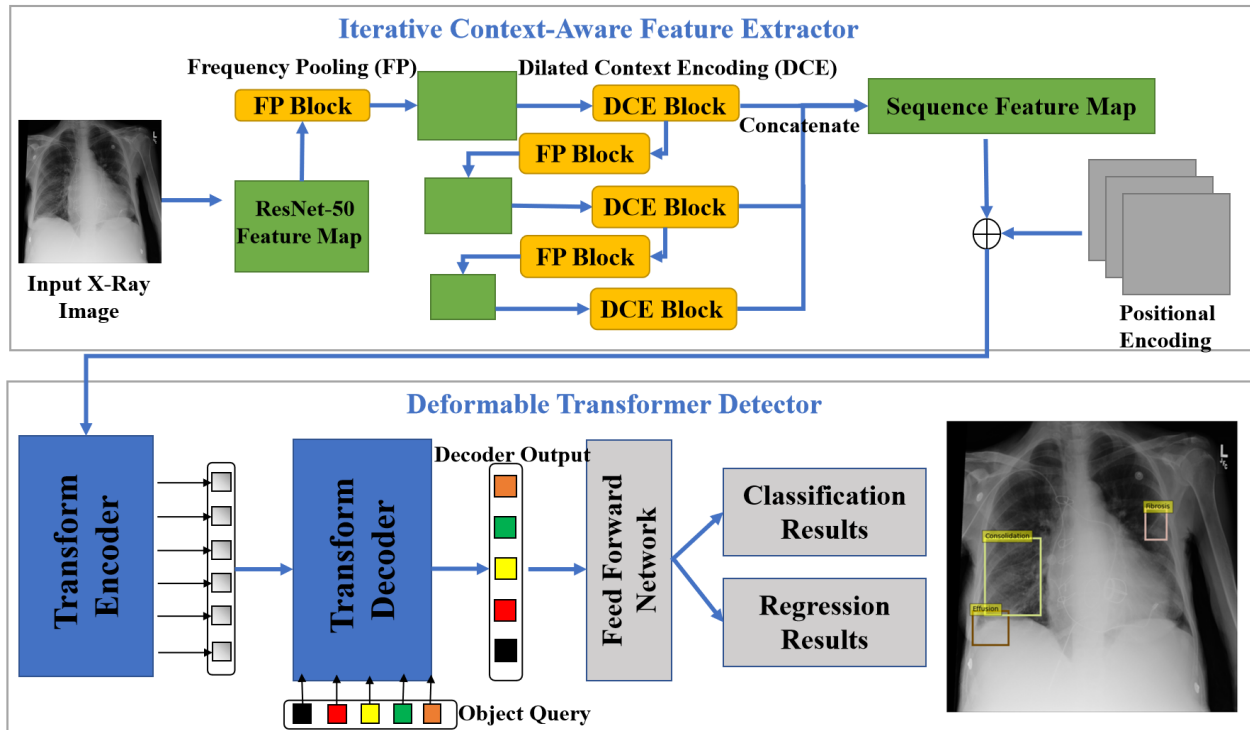 Iterative Context-Aware Feature Extractor
Frequency Pooling (FP)
Dilated Context Encoding (DCE)
FP Block
DCE Block
Concatenate
Sequence Feature Map
FP Block
ResNet-50
Feature Map
DCE Block
FP Block
DCE Block
L
Input X-Ray
Image
Positional
Encoding
Deformable Transformer Detector
Transform
Encoder
Transform
Decoder
Decoder Output
Feed Forward
Network
Classification
Results
Regression
Results
Object Query
L
Fibrosis
Consolidation
Effusion